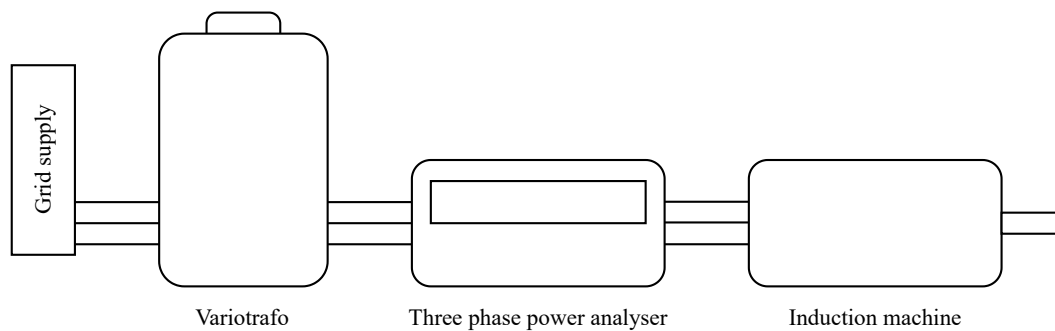 Grid supply
Variotrafo
Three phase power analyser
Induction machine